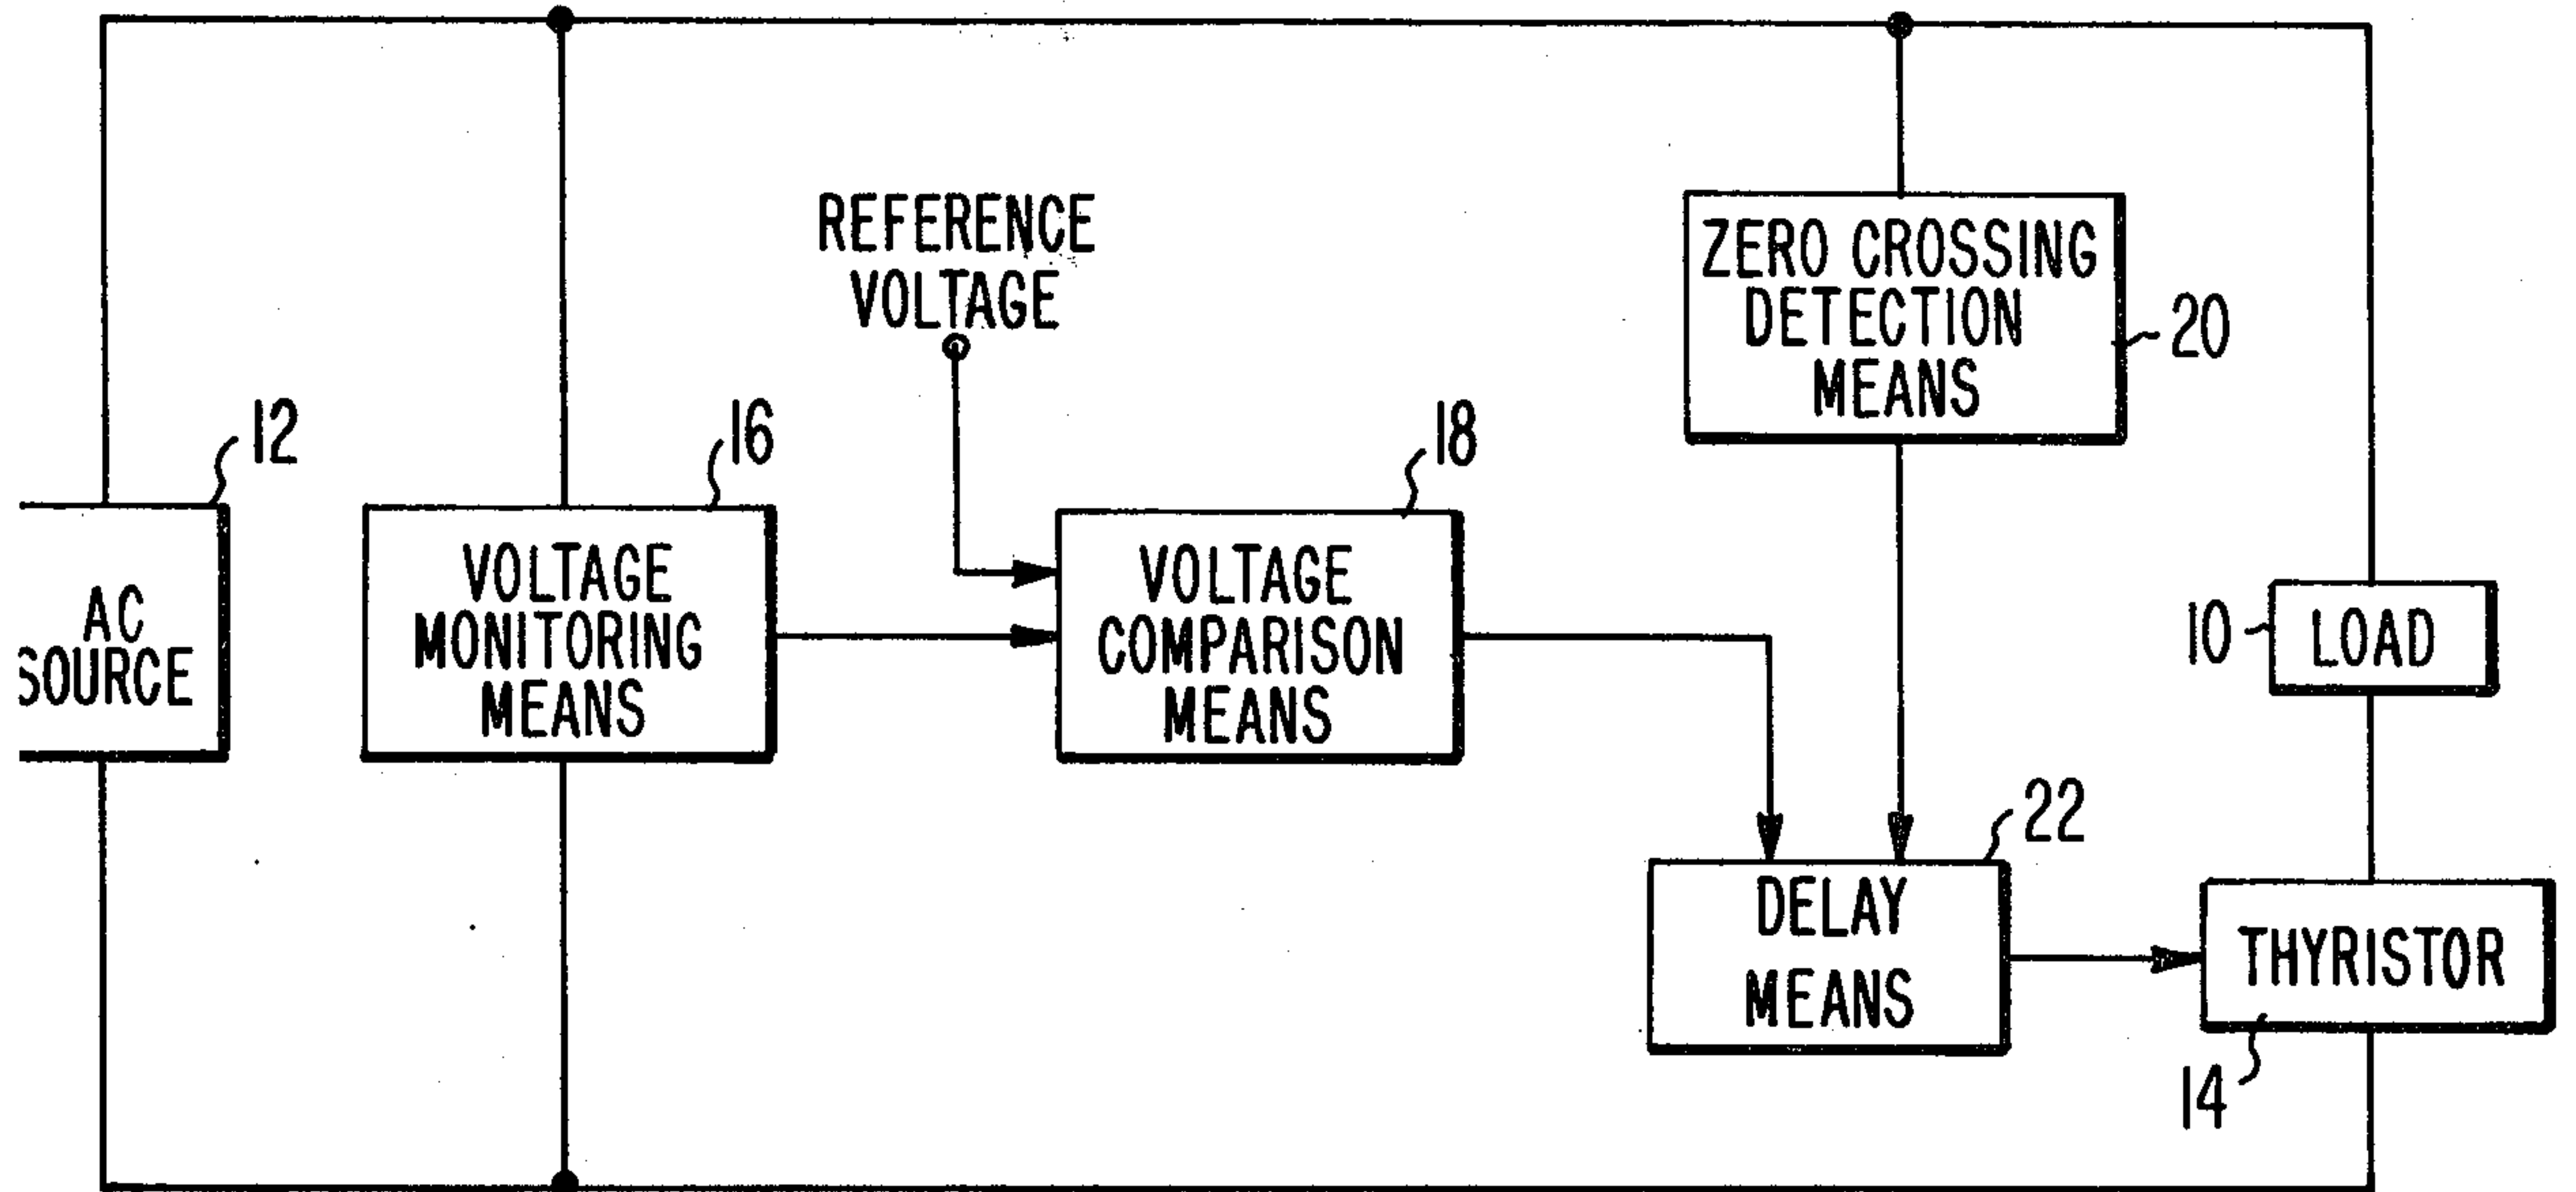 REFERENCE
VOLTAGE
ZERO CROSSING
DETECTION
MEANS
20
12
16
18
AC
SOURCE
VOLTAGE
MONITORING
MEANS
VOLTAGE
COMPARISON
MEANS
10
LOAD
22
DELAY
MEANS
THYRISTOR
14